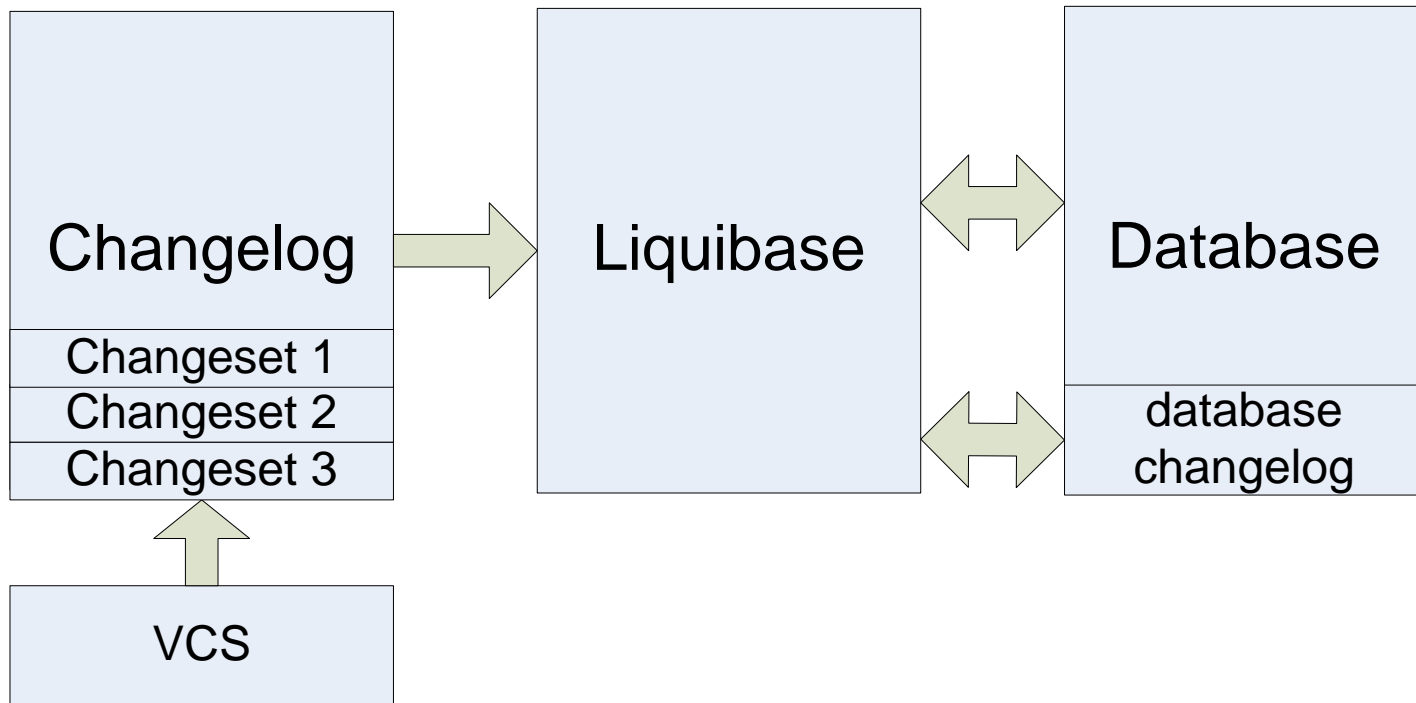 Changelog
Changeset 1
Changeset 2
Changeset 3
VCS
Liquibase
Database
database
changelog